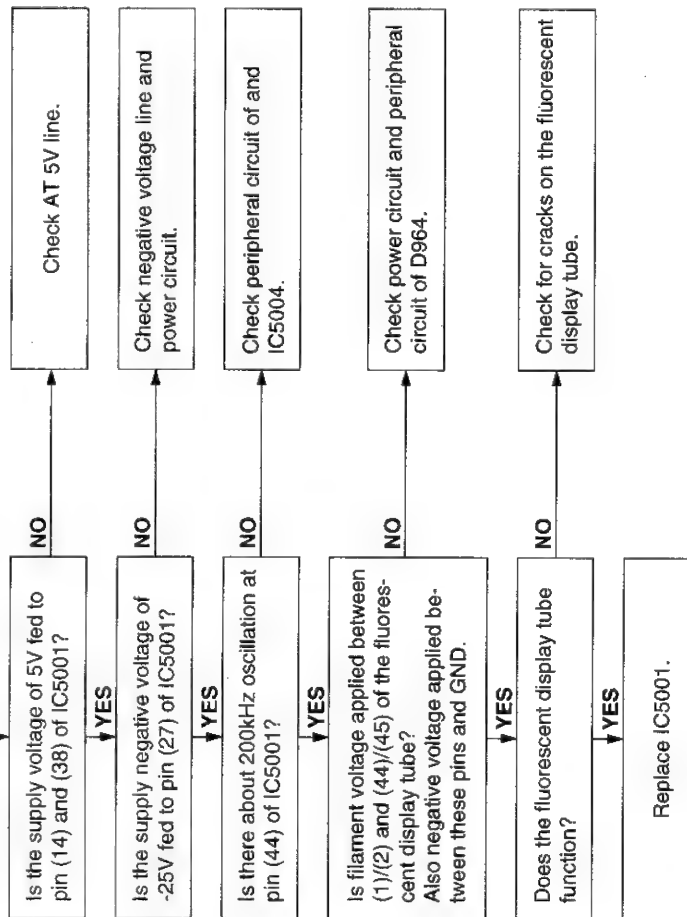 Is the supply voltage of 5V fed to
pin (14) and (38) of IC5001?
NO
Check AT 5V line.
YES
Is the supply negative voltage of
-25V fed to pin (27) of IC5001?
NO
Check negative voltage line and
power circuit.
YES
Is there about 200kHz oscillation at
pin (44) of IC5001?
NO
Check peripheral circuit of and
IC5004.
YES
Is filament voltage applied between
(1)/(2) and (44)/(45) of the fluores-
cent display tube?
Also negative voltage applied be-
tween these pins and GND.
NO
Check power circuit and peripheral
circuit of D964.
YES
Does the fluorescent display tube
function?
NO
Check for cracks on the fluorescent
display tube.
YES
Replace IC5001.